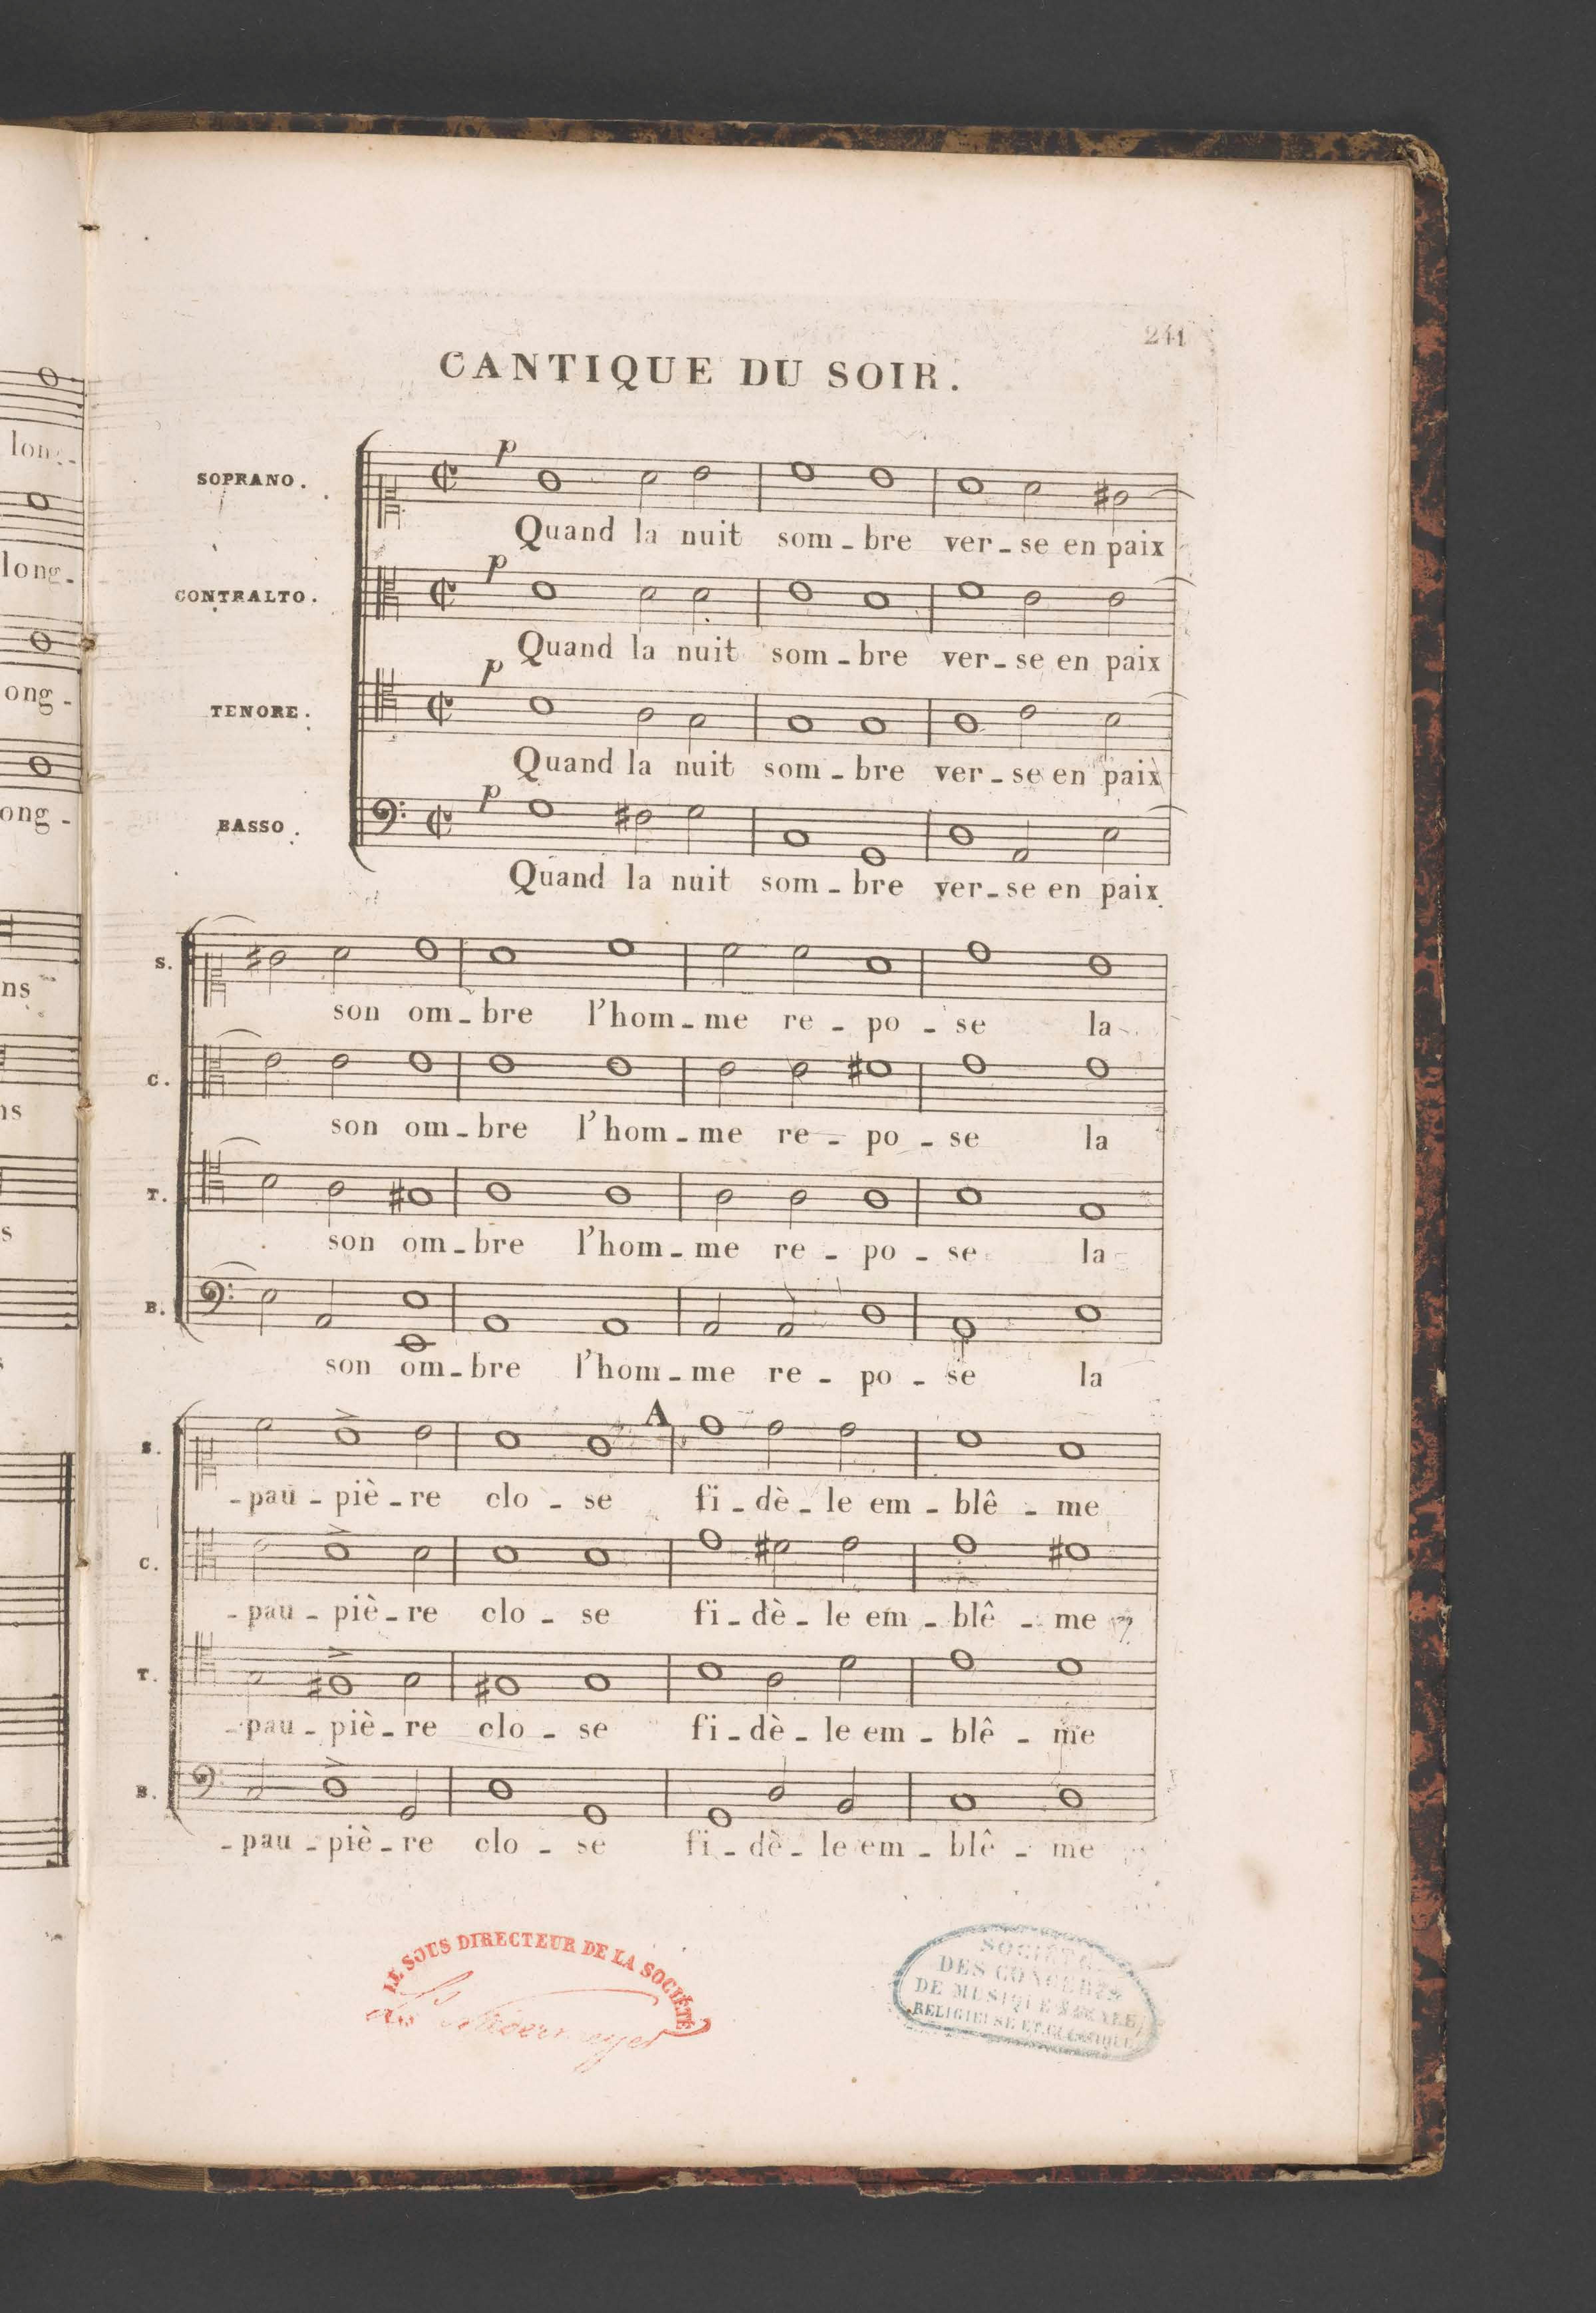 241
CANTIQUE DU SOIR.
long-
long-
ong-
ong-
ns
ns
s
s
p
SOPRANO.
Quand la nuit som-bre ver-se en paix
p
CONTRALTO.
Quand la nuit som-bre ver-se en paix
p
TENORE.
Quand la nuit som-bre ver-se en paix
p
BASSO.
Quand la nuit som-bre ver-se en paix
S.
son om-bre l'hom-me re-po-se la
C.
son om-bre l'hom-me re-po-se la
T.
son om-bre l'hom-me re-po-se la
B.
son om-bre l'hom-me re-po-se la
A
S.
-pau-piè-re clo-se fi-dè-le em-blê-me
C.
-pau-piè-re clo-se fi-dè-le em-blê-me
T.
-pau-piè-re clo-se fi-dè-le em-blê-me
B.
-pau-piè-re clo-se fi-dè-le em-blê-me
LE SOUS DIRECTEUR DE LA SOCIÉTÉ
SOCIÉTÉ
DES CONCERTS
DE MUSIQUE VOCALE,
RELIGIEUSE ET CLASSIQUE